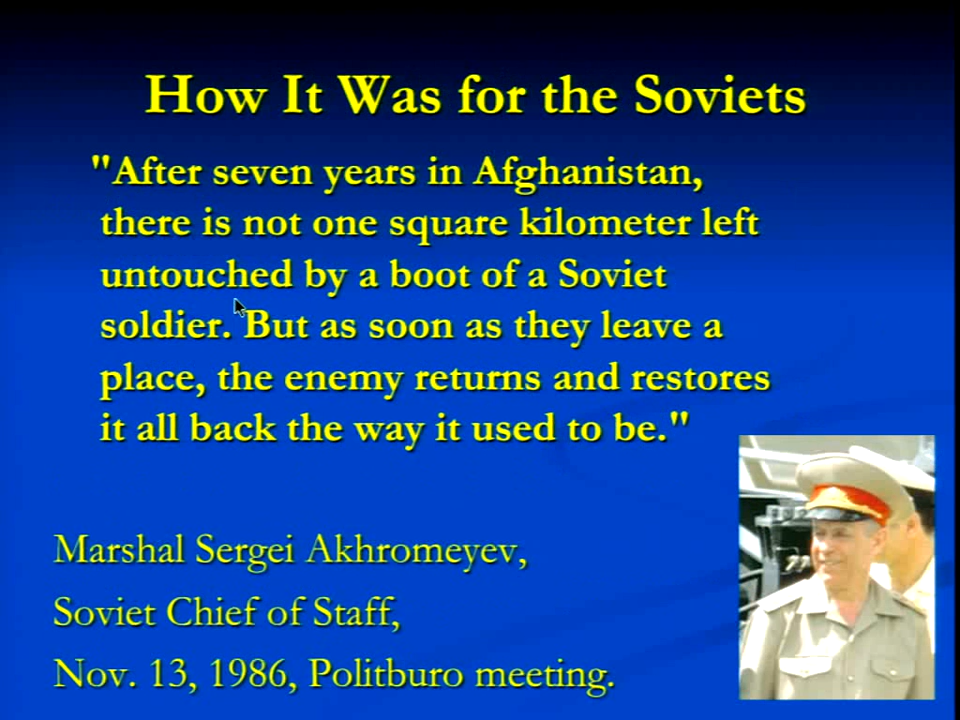 How It Was for the Soviets
"After seven years in Afghanistan,
there is not one square kilometer left
untouched by a boot of a Soviet
soldier. But as soon as they leave a
place, the enemy returns and restores
it all back the way it used to be."
Marshal Sergei Akhromeyev,
Soviet Chief of Staff,
Nov. 13, 1986, Politburo meeting.